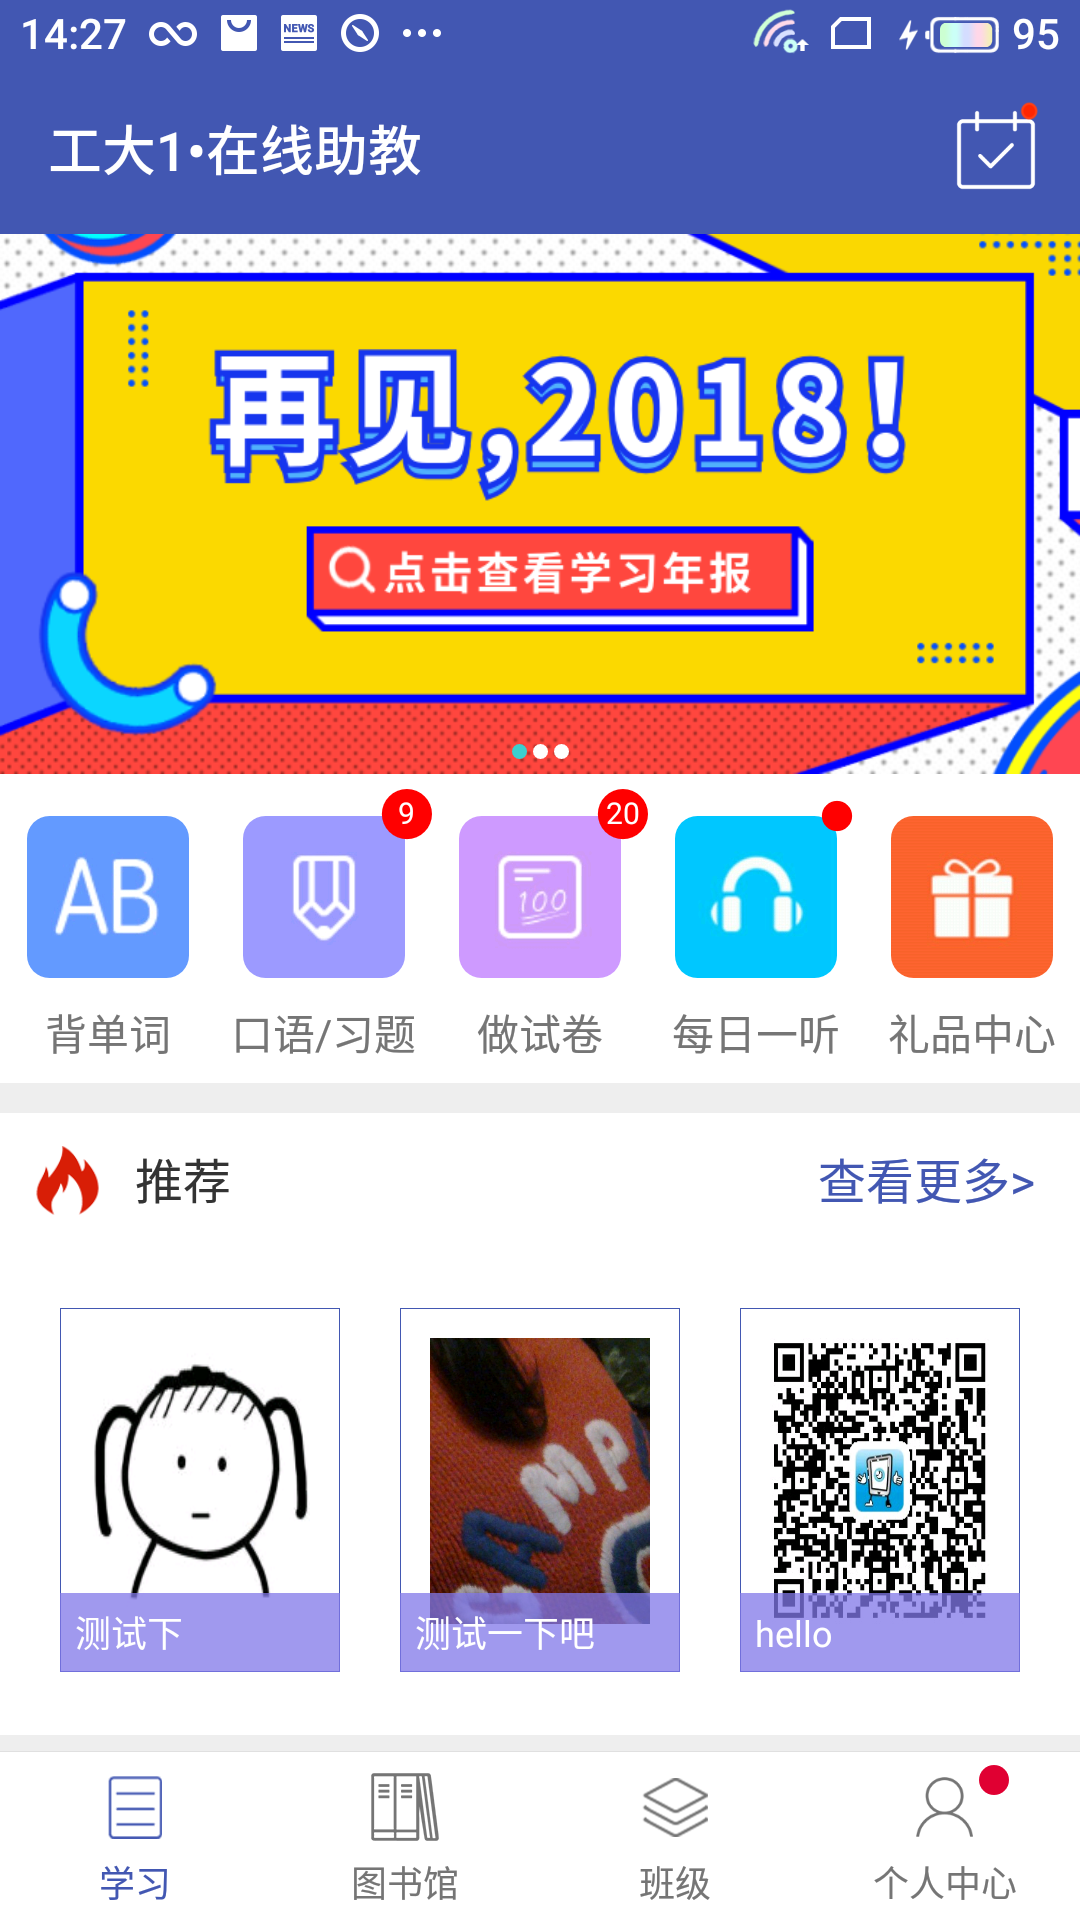 14:27 NEWS 95
工大1•在线助教
再见,2018!
点击查看学习年报
9
20
AB
100
背单词
口语/习题
做试卷
每日一听
礼品中心
推荐
查看更多>
AMP
测试下
测试一下吧
hello
学习
图书馆
班级
个人中心